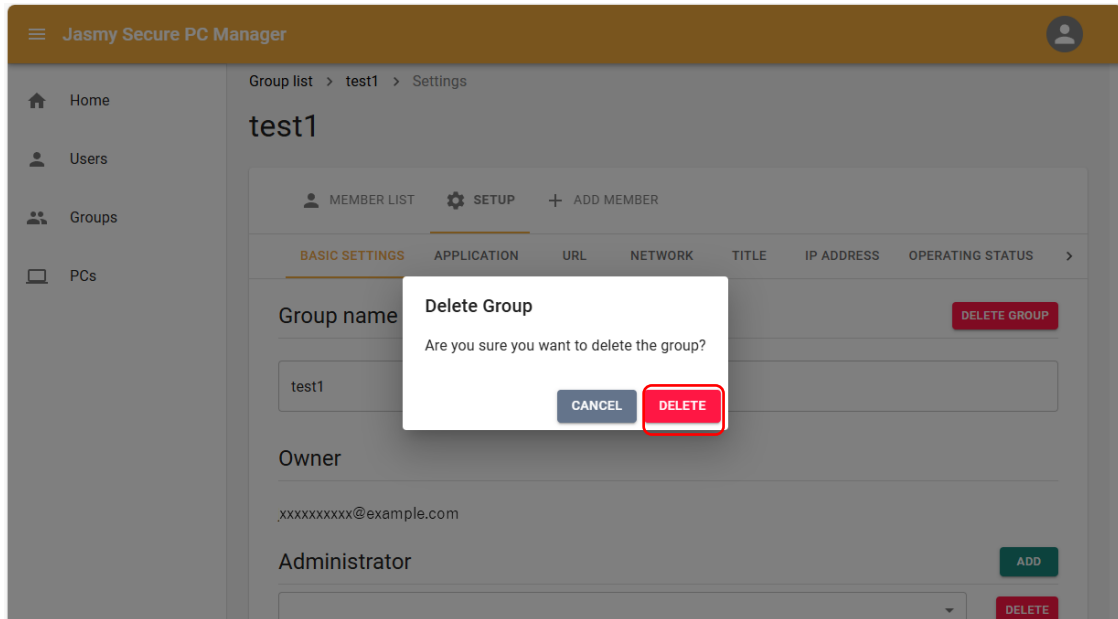 Jasmy Secure PC Manager
Home
Users
Groups
PCs
Group list > test1 > Settings
test1
MEMBER LIST SETUP + ADD MEMBER
BASIC SETTINGS APPLICATION URL NETWORK TITLE IP ADDRESS OPERATING STATUS >
Group name
DELETE GROUP
test1
Delete Group
Are you sure you want to delete the group?
CANCEL DELETE
Owner
xxxxxxxxxx@example.com
Administrator
ADD
DELETE